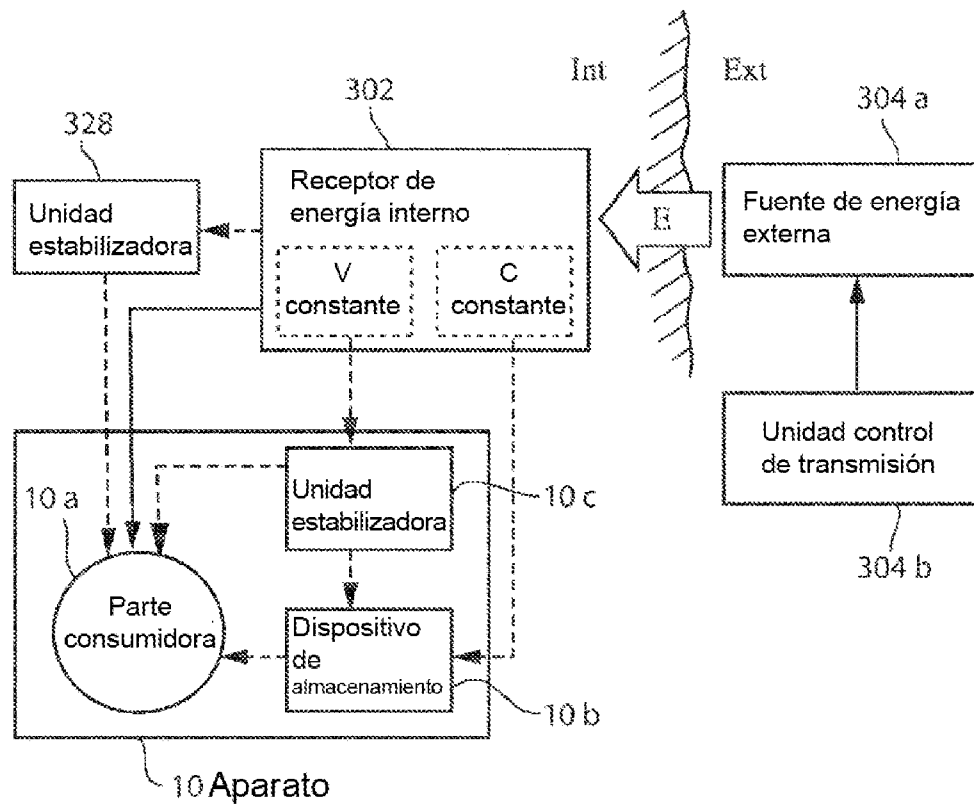 Int
Ext
302
304 a
328
Unidad
estabilizadora
Receptor de
energía interno
V
constante
C
constante
E
Fuente de energía
externa
Unidad control
de transmisión
304 b
10 a
Unidad
estabilizadora
10 c
Parte
consumidora
Dispositivo
de
almacenamiento
10 b
10 Aparato